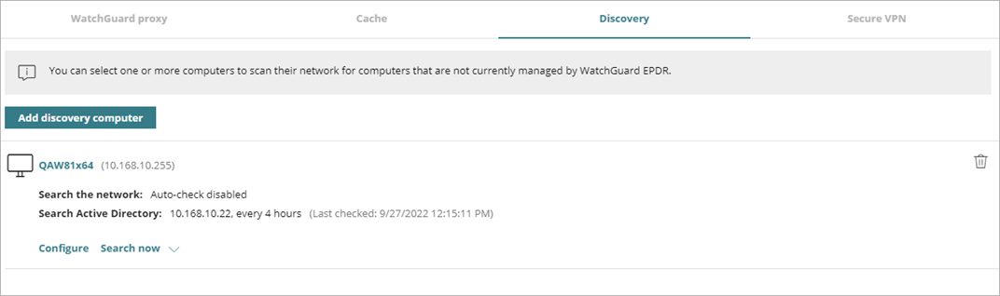 WatchGuard proxy Cache Discovery Secure VPN
You can select one or more computers to scan their network for computers that are not currently managed by WatchGuard EPDR.
Add discovery computer
QAW81x64 (10.168.10.255)
Search the network: Auto-check disabled
Search Active Directory: 10.168.10.22, every 4 hours (Last checked: 9/27/2022 12:15:11 PM)
Configure Search now